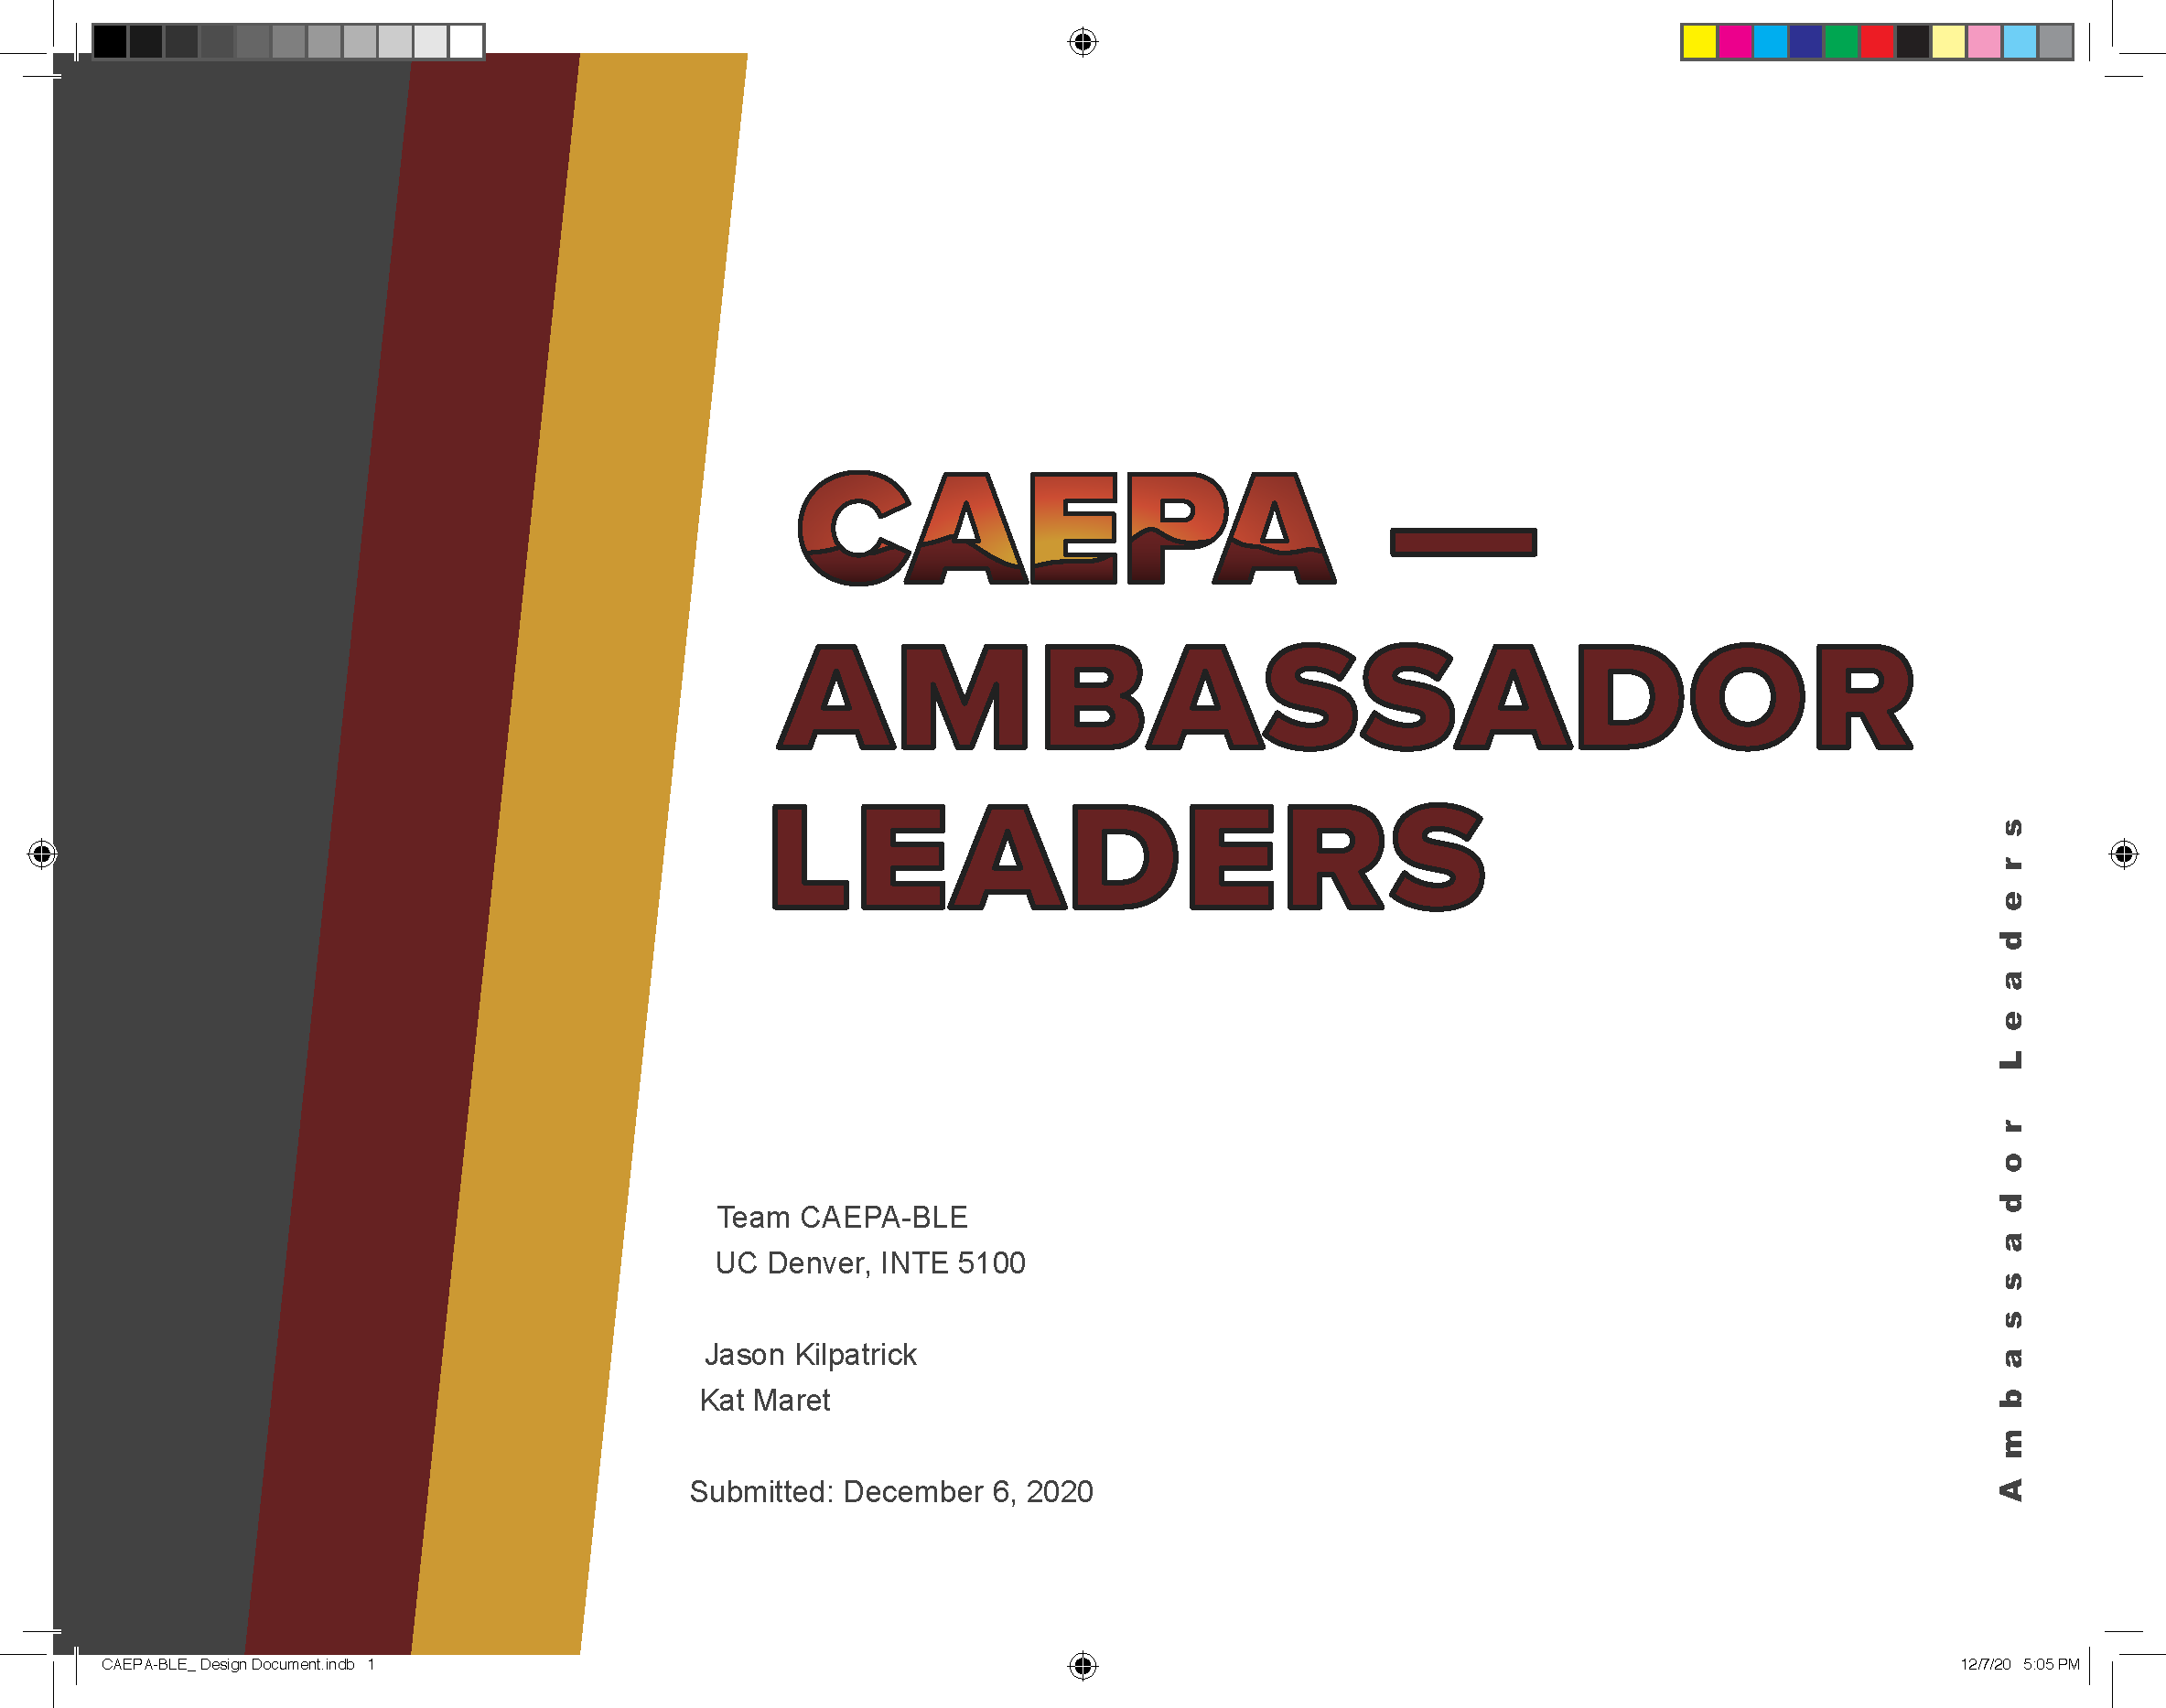 CAEPA —
AMBASSADOR
LEADERS
Team CAEPA-BLE
UC Denver, INTE 5100
Jason Kilpatrick
Kat Maret
Submitted: December 6, 2020
Ambassador Leaders
CAEPA-BLE_ Design Document.indb 1
12/7/20 5:05 PM